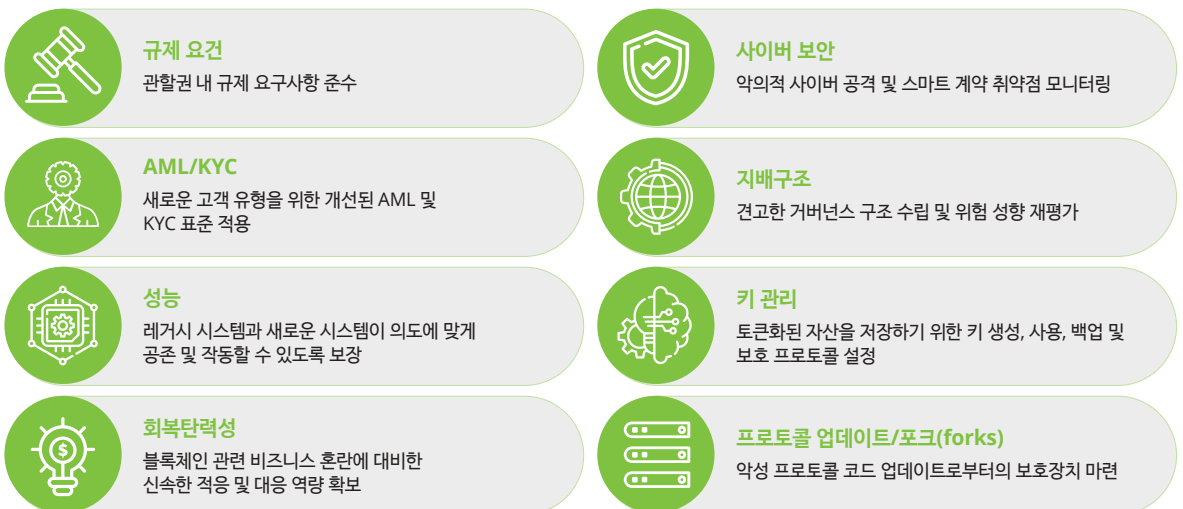 규제 요건
관할권 내 규제 요구사항 준수
사이버 보안
악의적 사이버 공격 및 스마트 계약 취약점 모니터링
AML/KYC
새로운 고객 유형을 위한 개선된 AML 및
KYC 표준 적용
지배구조
견고한 거버넌스 구조 수립 및 위험 성향 재평가
성능
레거시 시스템과 새로운 시스템이 의도에 맞게
공존 및 작동할 수 있도록 보장
키 관리
토큰화된 자산을 저장하기 위한 키 생성, 사용, 백업 및
보호 프로토콜 설정
회복탄력성
블록체인 관련 비즈니스 혼란에 대비한
신속한 적응 및 대응 역량 확보
프로토콜 업데이트/포크(forks)
악성 프로토콜 코드 업데이트로부터의 보호장치 마련